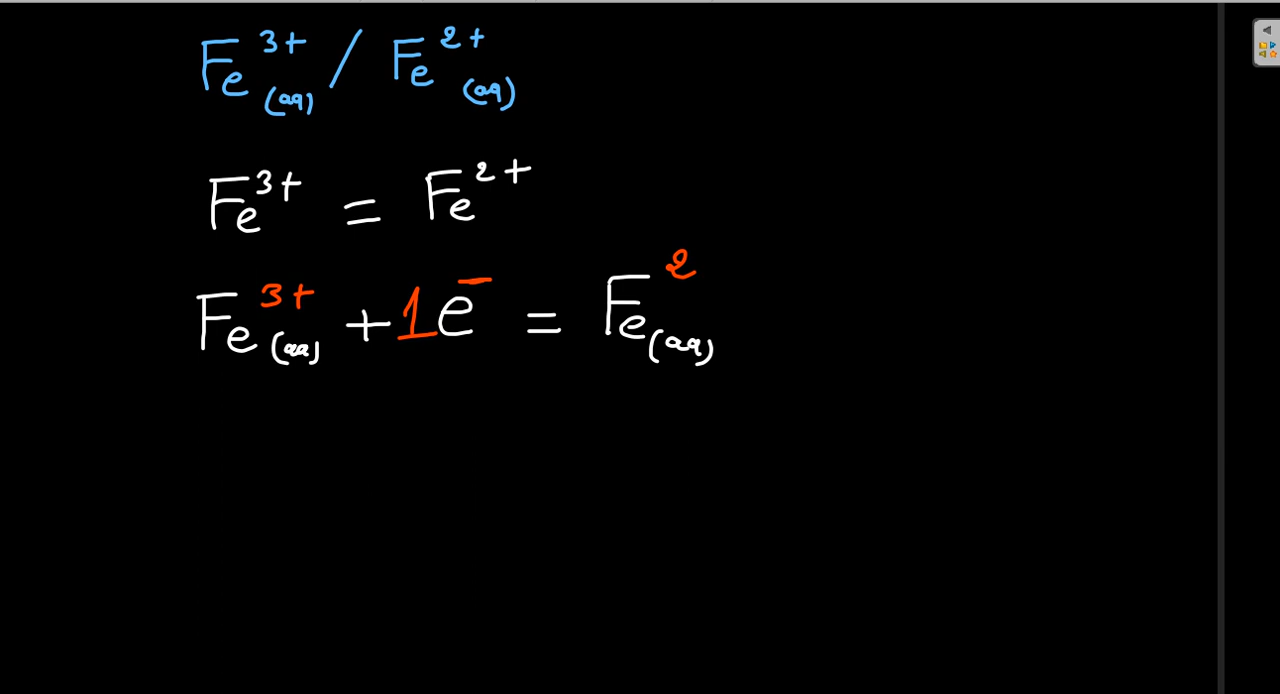 Fe³⁺(aq) / Fe²⁺(aq)
Fe³⁺ = Fe²⁺
Fe³⁺(aq) + 1e⁻ = Fe²(aq)